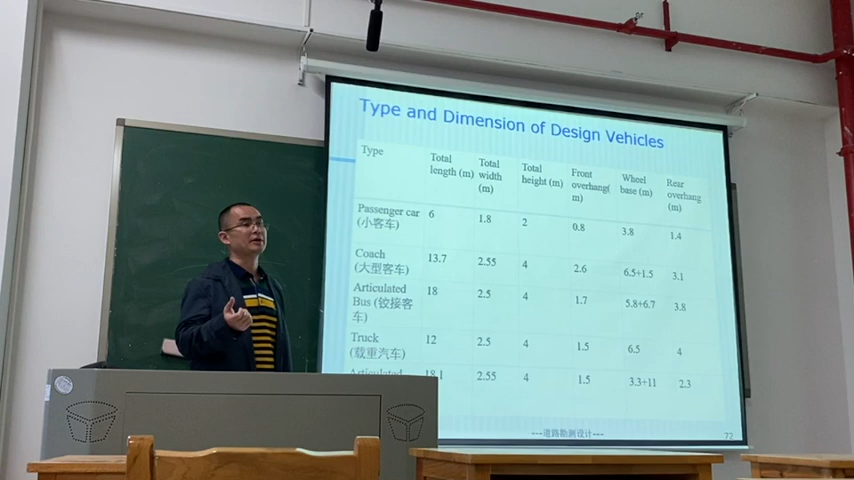 Type and Dimension of Design Vehicles
Type Total length (m) Total width (m) Total height (m) Front overhang( m) Wheel base (m) Rear overhang (m)
Passenger car (小客车) 6 1.8 2 0.8 3.8 1.4
Coach (大型客车) 13.7 2.55 4 2.6 6.5+1.5 3.1
Articulated Bus (铰接客车) 18 2.5 4 1.7 5.8+6.7 3.8
Truck (载重汽车) 12 2.5 4 1.5 6.5 4
Articulated 18.1 2.55 4 1.5 3.3+11 2.3
---道路勘测设计---
72